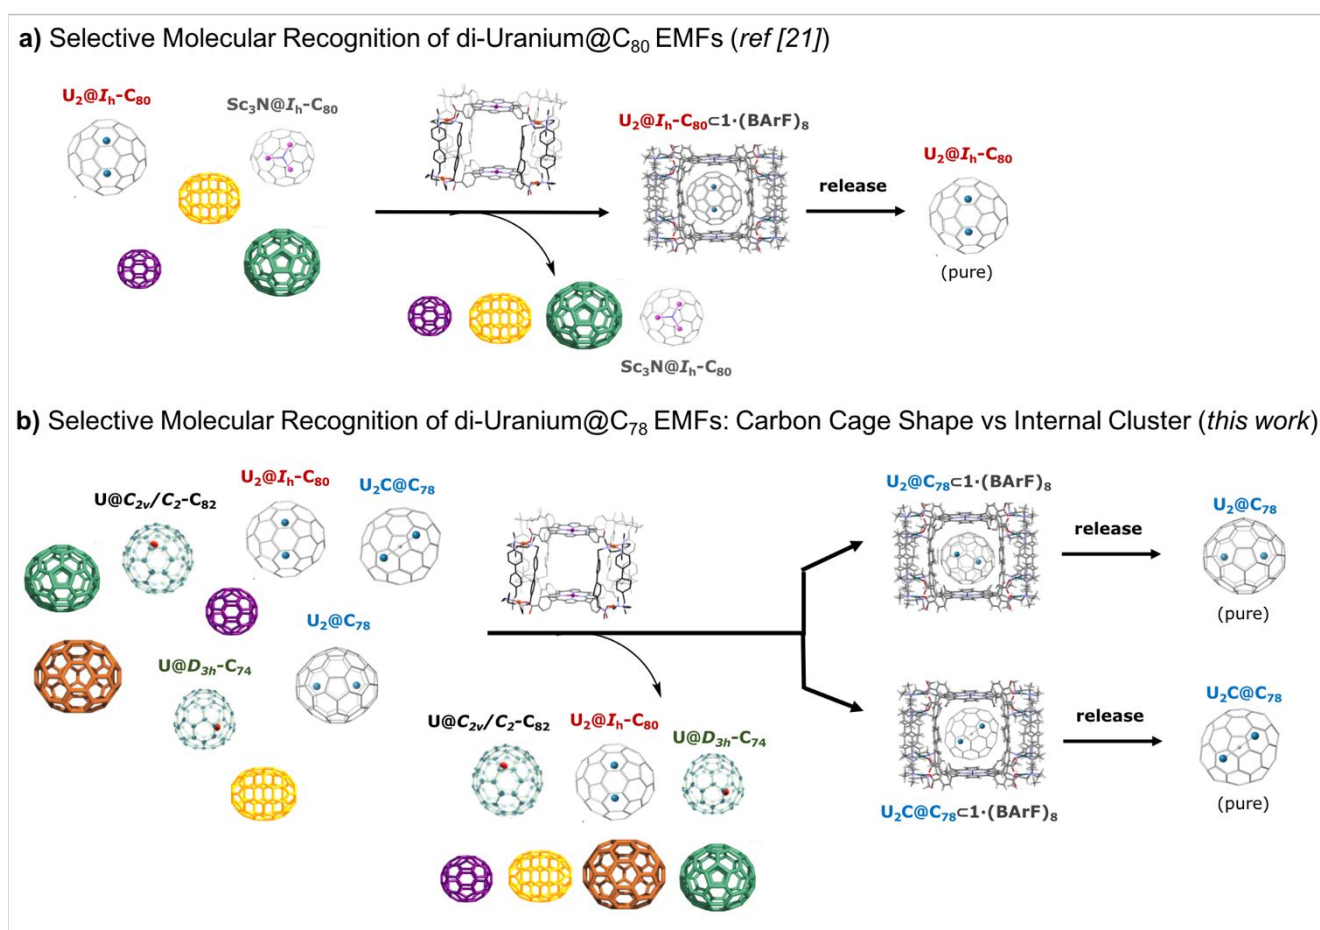 a) Selective Molecular Recognition of di-Uranium@C₈₀ EMFs (ref [21])
U₂@Iₕ-C₈₀
Sc₃N@Iₕ-C₈₀
U₂@Iₕ-C₈₀⊂1·(BArF)₈
release
U₂@Iₕ-C₈₀
(pure)
Sc₃N@Iₕ-C₈₀
b) Selective Molecular Recognition of di-Uranium@C₇₈ EMFs: Carbon Cage Shape vs Internal Cluster (this work)
U@C₂ᵥ/C₂-C₈₂
U₂@Iₕ-C₈₀
U₂C@C₇₈
U₂@C₇₈
U@D₃ₕ-C₇₄
U@C₂ᵥ/C₂-C₈₂
U₂@Iₕ-C₈₀
U@D₃ₕ-C₇₄
U₂@C₇₈⊂1·(BArF)₈
release
U₂@C₇₈
(pure)
U₂C@C₇₈⊂1·(BArF)₈
release
U₂C@C₇₈
(pure)